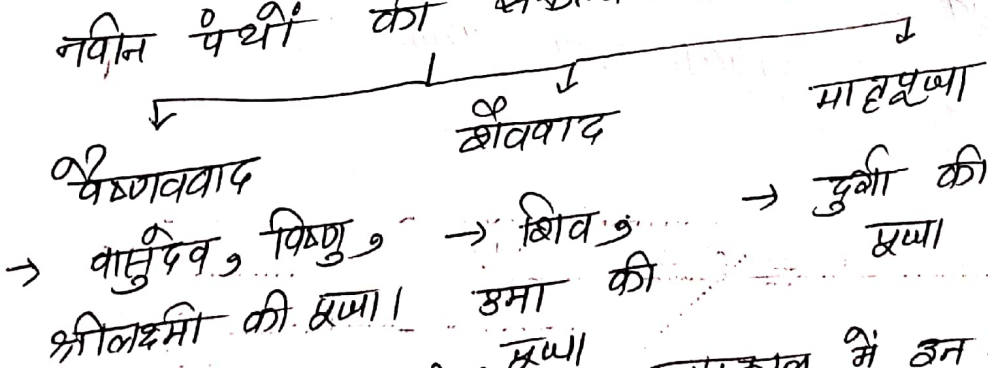 नवीन पंथों का
वैष्णववाद शैववाद मातृपूजा
→ वासुदेव, विष्णु, → शिव, → दुर्गा की
श्रीलक्ष्मी की पूजा। उमा की पूजा
पूजा
में इन